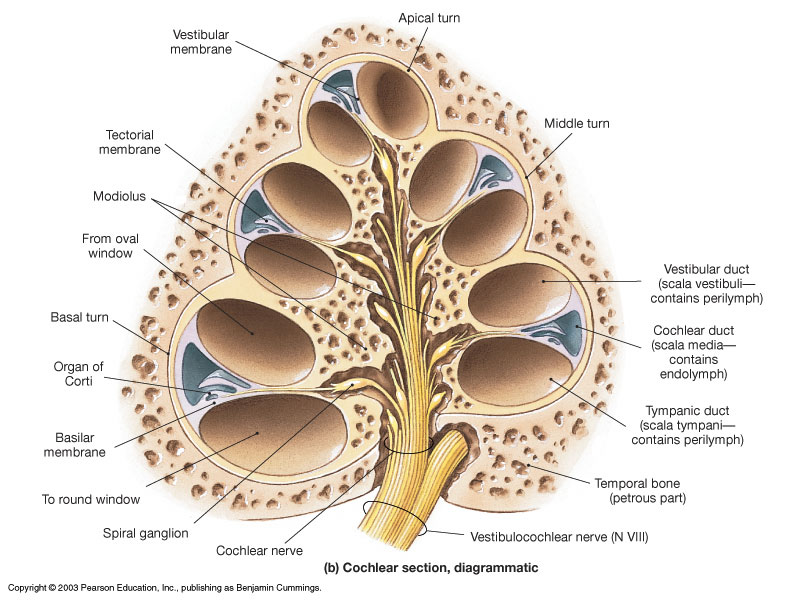 Apical turn
Vestibular
membrane
Middle turn
Tectorial
membrane
Modiolus
From oval
window
Vestibular duct
(scala vestibuli—
contains perilymph)
Basal turn
Cochlear duct
(scala media—
contains
endolymph)
Organ of
Corti
Tympanic duct
(scala tympani—
contains perilymph)
Basilar
membrane
Temporal bone
(petrous part)
To round window
Spiral ganglion
Vestibulocochlear nerve (N VIII)
Cochlear nerve
(b) Cochlear section, diagrammatic
Copyright © 2003 Pearson Education, Inc., publishing as Benjamin Cummings.